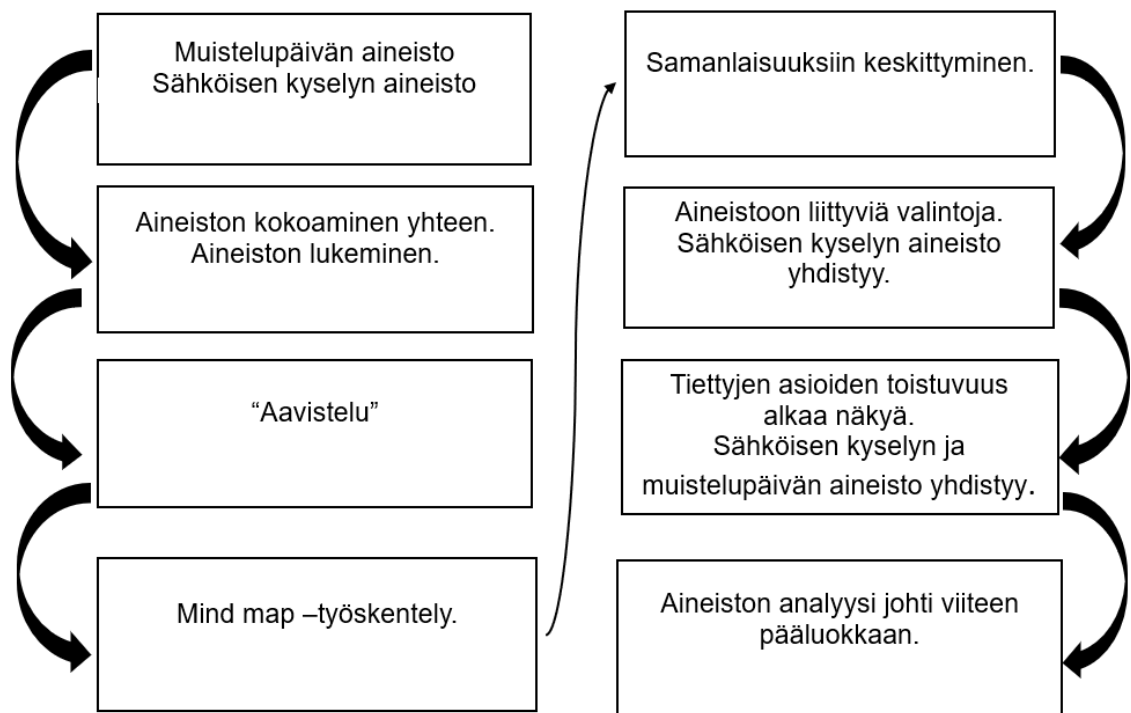 Muistelupäivän aineisto
Sähköisen kyselyn aineisto
Aineiston kokoaminen yhteen.
Aineiston lukeminen.
“Aavistelu”
Mind map –työskentely.
Samanlaisuuksiin keskittyminen.
Aineistoon liittyviä valintoja.
Sähköisen kyselyn aineisto
yhdistyy.
Tiettyjen asioiden toistuvuus
alkaa näkyä.
Sähköisen kyselyn ja
muistelupäivän aineisto yhdistyy.
Aineiston analyysi johti viiteen
pääluokkaan.